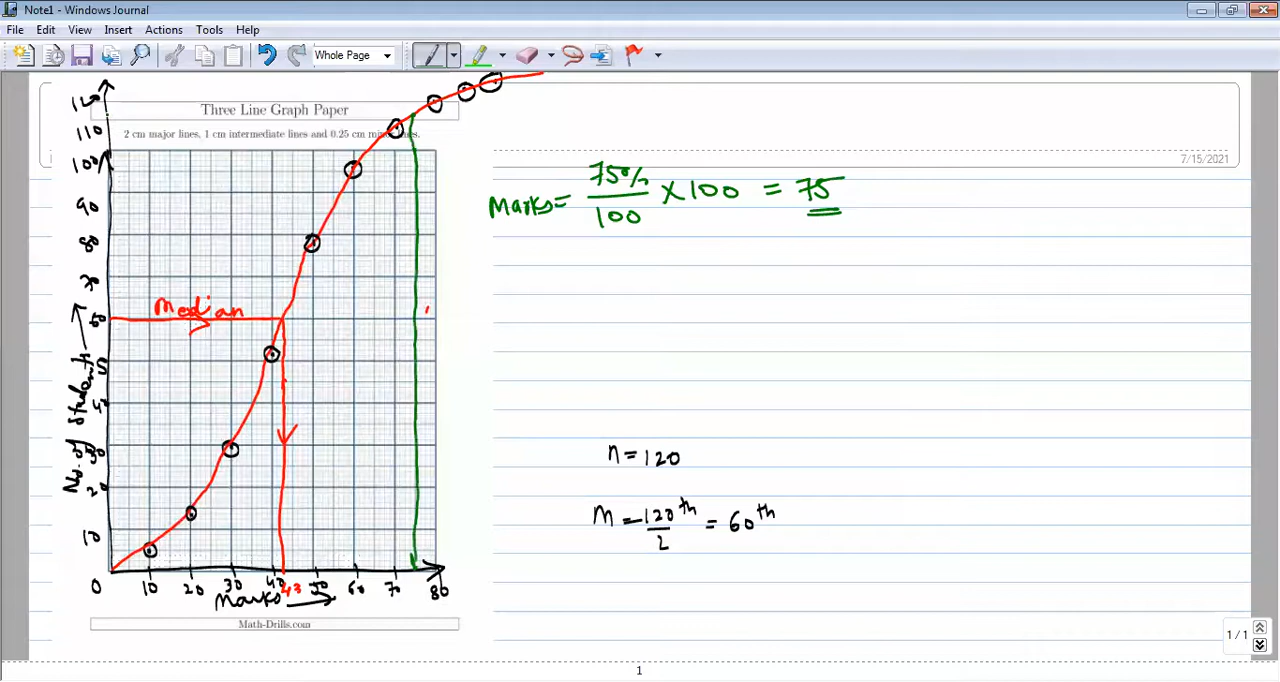 Note1 - Windows Journal
File Edit View Insert Actions Tools Help
Whole Page
Three Line Graph Paper
2 cm major lines, 1 cm intermediate lines and 0.25 cm minor lines.
7/15/2021
120
110
100
90
80
70
60
50
30
20
10
0
No. of Students
Median
10 20 30 40 43 50 60 70 80
Marks
Math-Drills.com
Marks = 75% / 100 × 100 = 75
n = 120
M = 120th / 2 = 60th
1 / 1
1